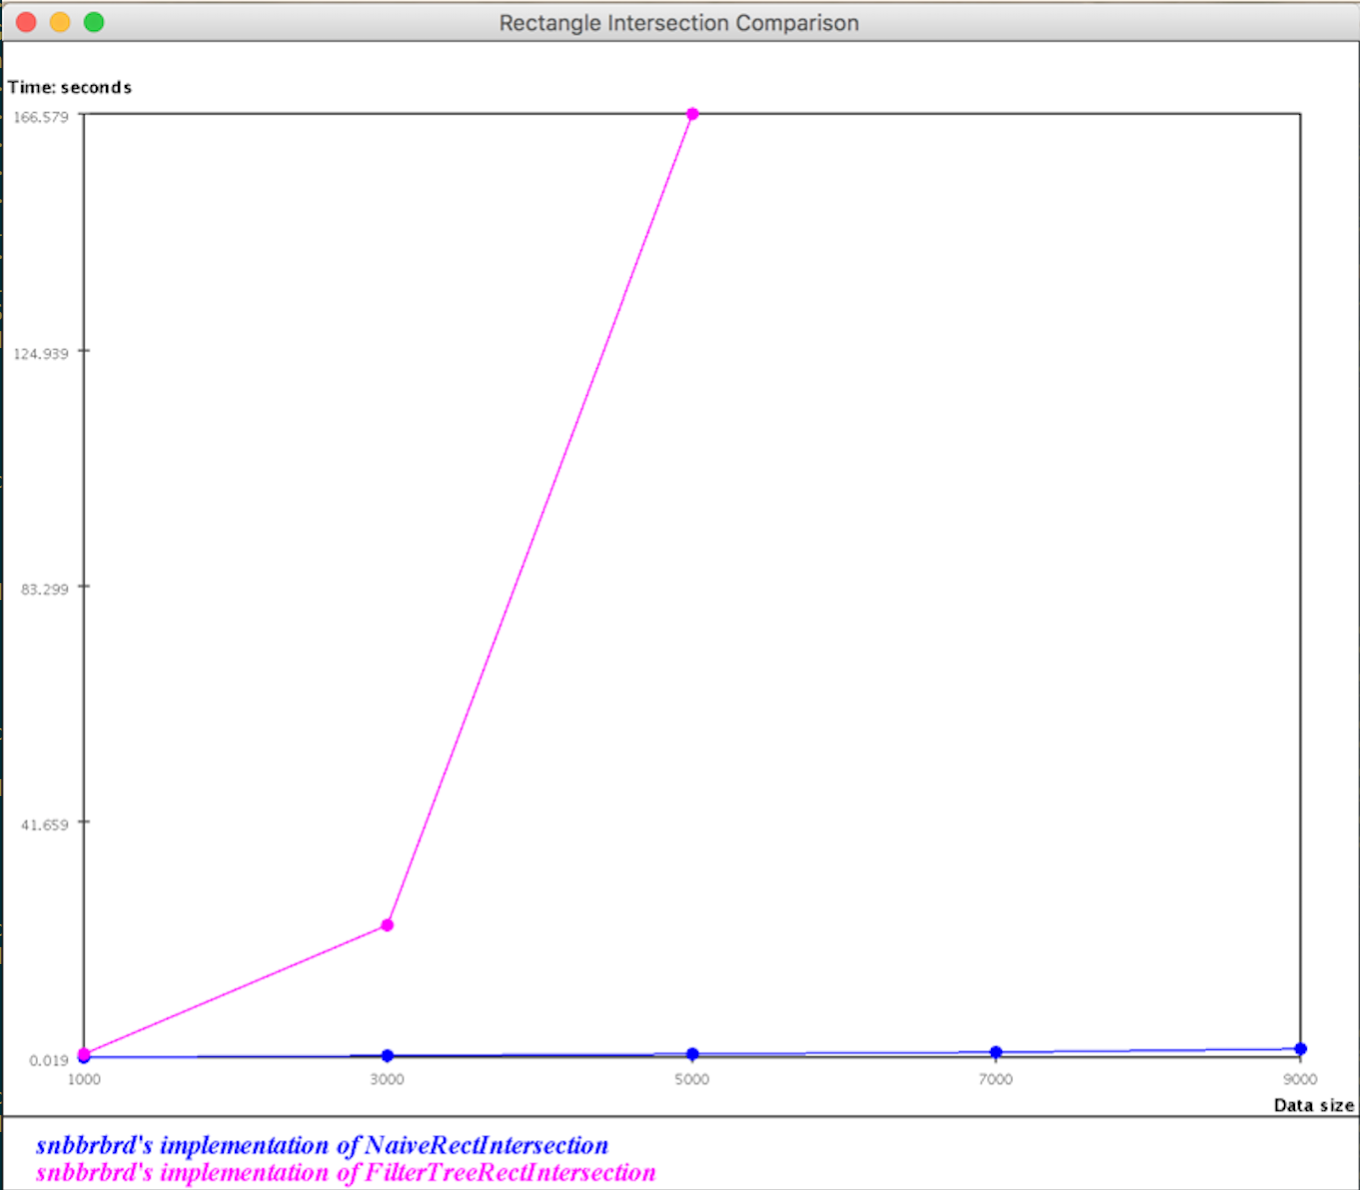 Rectangle Intersection Comparison
Time: seconds
166.579
124.939
83.299
41.659
0.019
1000 3000 5000 7000 9000
Data size
snbbrbrd's implementation of NaiveRectIntersection
snbbrbrd's implementation of FilterTreeRectIntersection